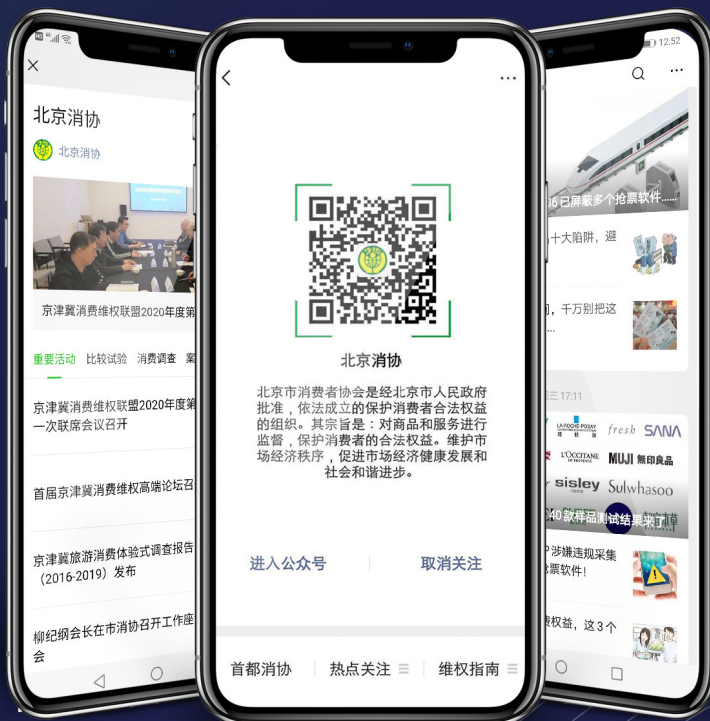 北京消协
北京消协
京津冀消费维权联盟2020年度第
重要活动 比较试验 消费调查 案
京津冀消费维权联盟2020年度第
一次联席会议召开
首届京津冀消费维权高端论坛召
京津冀旅游消费体验式调查报告
（2016-2019）发布
柳纪纲会长在市消协召开工作座
会
北京消协
北京市消费者协会是经北京市人民政府
批准，依法成立的保护消费者合法权益
的组织。其宗旨是：对商品和服务进行
监督，保护消费者的合法权益。维护市
场经济秩序，促进市场经济健康发展和
社会和谐进步。
进入公众号 取消关注
首都消协 热点关注 维权指南
12:52
06 已屏蔽多个抢票软件......
十大陷阱，避
，千万别把这
...
三 17:11
LA ROCHE-POSAY fresh SANA
L'OCCITANE MUJI 無印良品
sisley Sulwhasoo
40 款样品测试结果来了
涉嫌违规采集
票软件！
权益，这3个